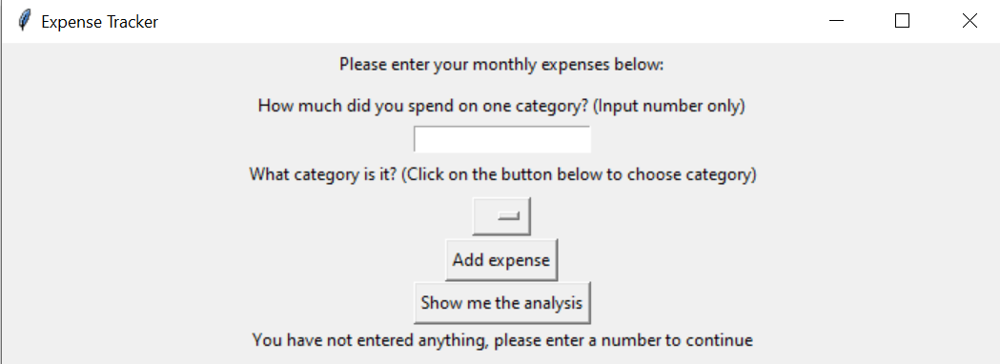 Expense Tracker
Please enter your monthly expenses below:
How much did you spend on one category? (Input number only)
What category is it? (Click on the button below to choose category)
Add expense
Show me the analysis
You have not entered anything, please enter a number to continue